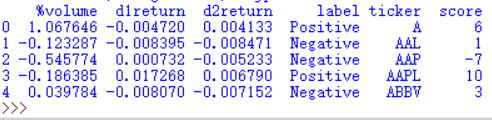 %volume d1return d2return label ticker score
0 1.067646 -0.004720 0.004133 Positive A 6
1 -0.123287 -0.008395 -0.008471 Negative AAL 1
2 -0.545774 0.000732 -0.005233 Negative AAP -7
3 -0.186385 0.017268 0.006790 Positive AAPL 10
4 0.039784 -0.008070 -0.007152 Negative ABBV 3
>>>